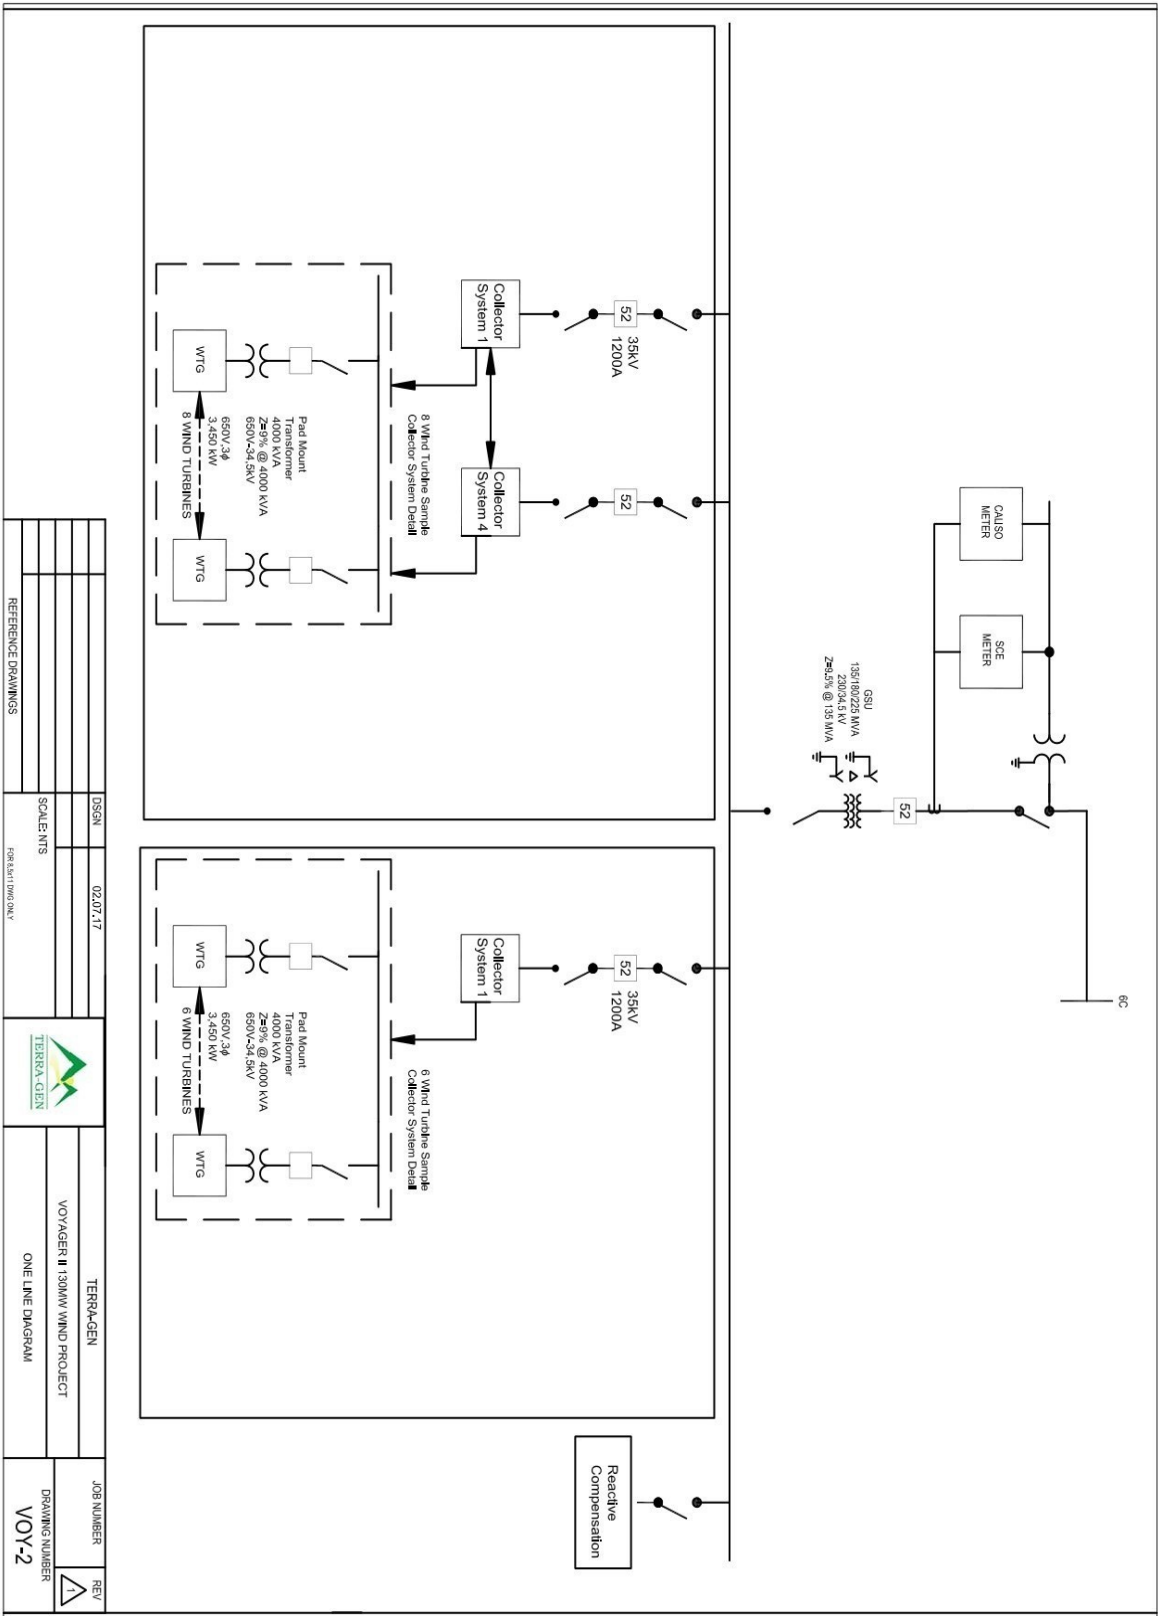 6C
CALISO
METER
SCE
METER
GSU
135/180/225 MVA
230/34.5 kV
Z=9.5% @ 135 MVA
52
52
35kV
1200A
52
52
35kV
1200A
Collector
System 1
Collector
System 4
Collector
System 1
Reactive
Compensation
8 Wind Turbine Sample
Collector System Detail
Pad Mount
Transformer
4000 kVA
Z=9% @ 4000 kVA
650V-34.5kV
650V,3ϕ
3,450 kW
WTG
WTG
8 WIND TURBINES
6 Wind Turbine Sample
Collector System Detail
Pad Mount
Transformer
4000 kVA
Z=9% @ 4000 kVA
650V-34.5kV
650V,3ϕ
3,450 kW
WTG
WTG
6 WIND TURBINES
REFERENCE DRAWINGS
DSGN 02.07.17
SCALE: NTS
FOR 8.5x11 DWG ONLY
TERRA-GEN
TERRA-GEN
VOYAGER II 130MW WIND PROJECT
ONE LINE DIAGRAM
JOB NUMBER
REV
1
DRAWING NUMBER
VOY-2